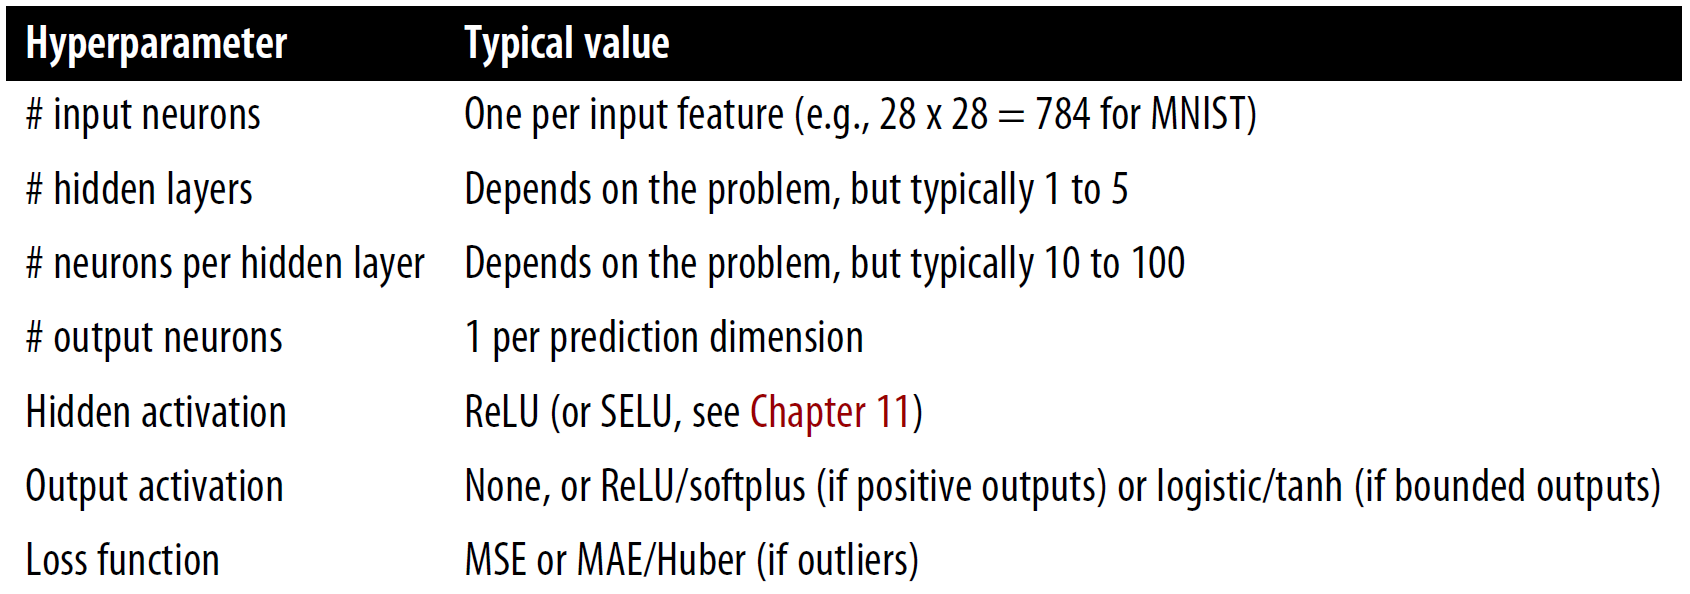 Hyperparameter Typical value
# input neurons One per input feature (e.g., 28 x 28 = 784 for MNIST)
# hidden layers Depends on the problem, but typically 1 to 5
# neurons per hidden layer Depends on the problem, but typically 10 to 100
# output neurons 1 per prediction dimension
Hidden activation ReLU (or SELU, see Chapter 11)
Output activation None, or ReLU/softplus (if positive outputs) or logistic/tanh (if bounded outputs)
Loss function MSE or MAE/Huber (if outliers)